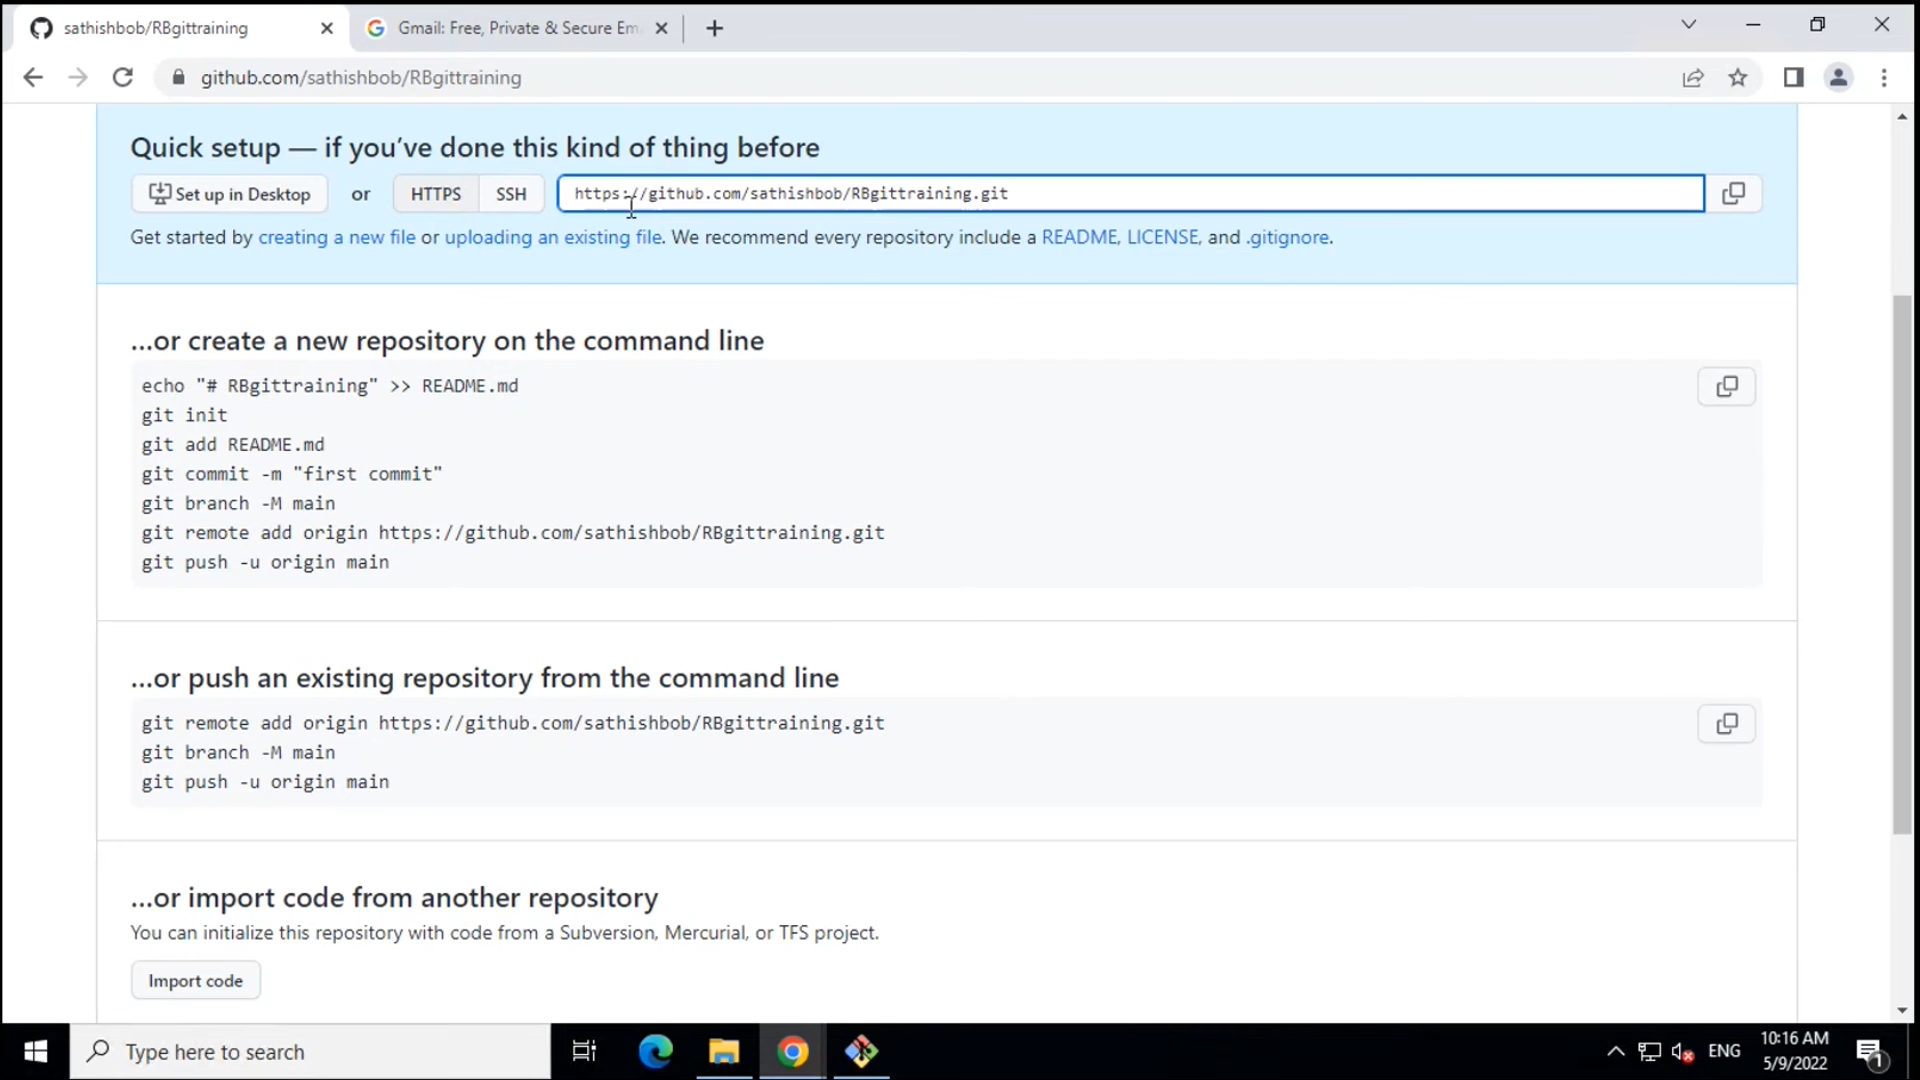 sathishbob/RBgittraining
Gmail: Free, Private & Secure Em
github.com/sathishbob/RBgittraining
Quick setup — if you’ve done this kind of thing before
Set up in Desktop or HTTPS SSH https://github.com/sathishbob/RBgittraining.git
Get started by creating a new file or uploading an existing file. We recommend every repository include a README, LICENSE, and .gitignore.
…or create a new repository on the command line
echo "# RBgittraining" >> README.md
git init
git add README.md
git commit -m "first commit"
git branch -M main
git remote add origin https://github.com/sathishbob/RBgittraining.git
git push -u origin main
…or push an existing repository from the command line
git remote add origin https://github.com/sathishbob/RBgittraining.git
git branch -M main
git push -u origin main
…or import code from another repository
You can initialize this repository with code from a Subversion, Mercurial, or TFS project.
Import code
Type here to search
ENG
10:16 AM
5/9/2022
1